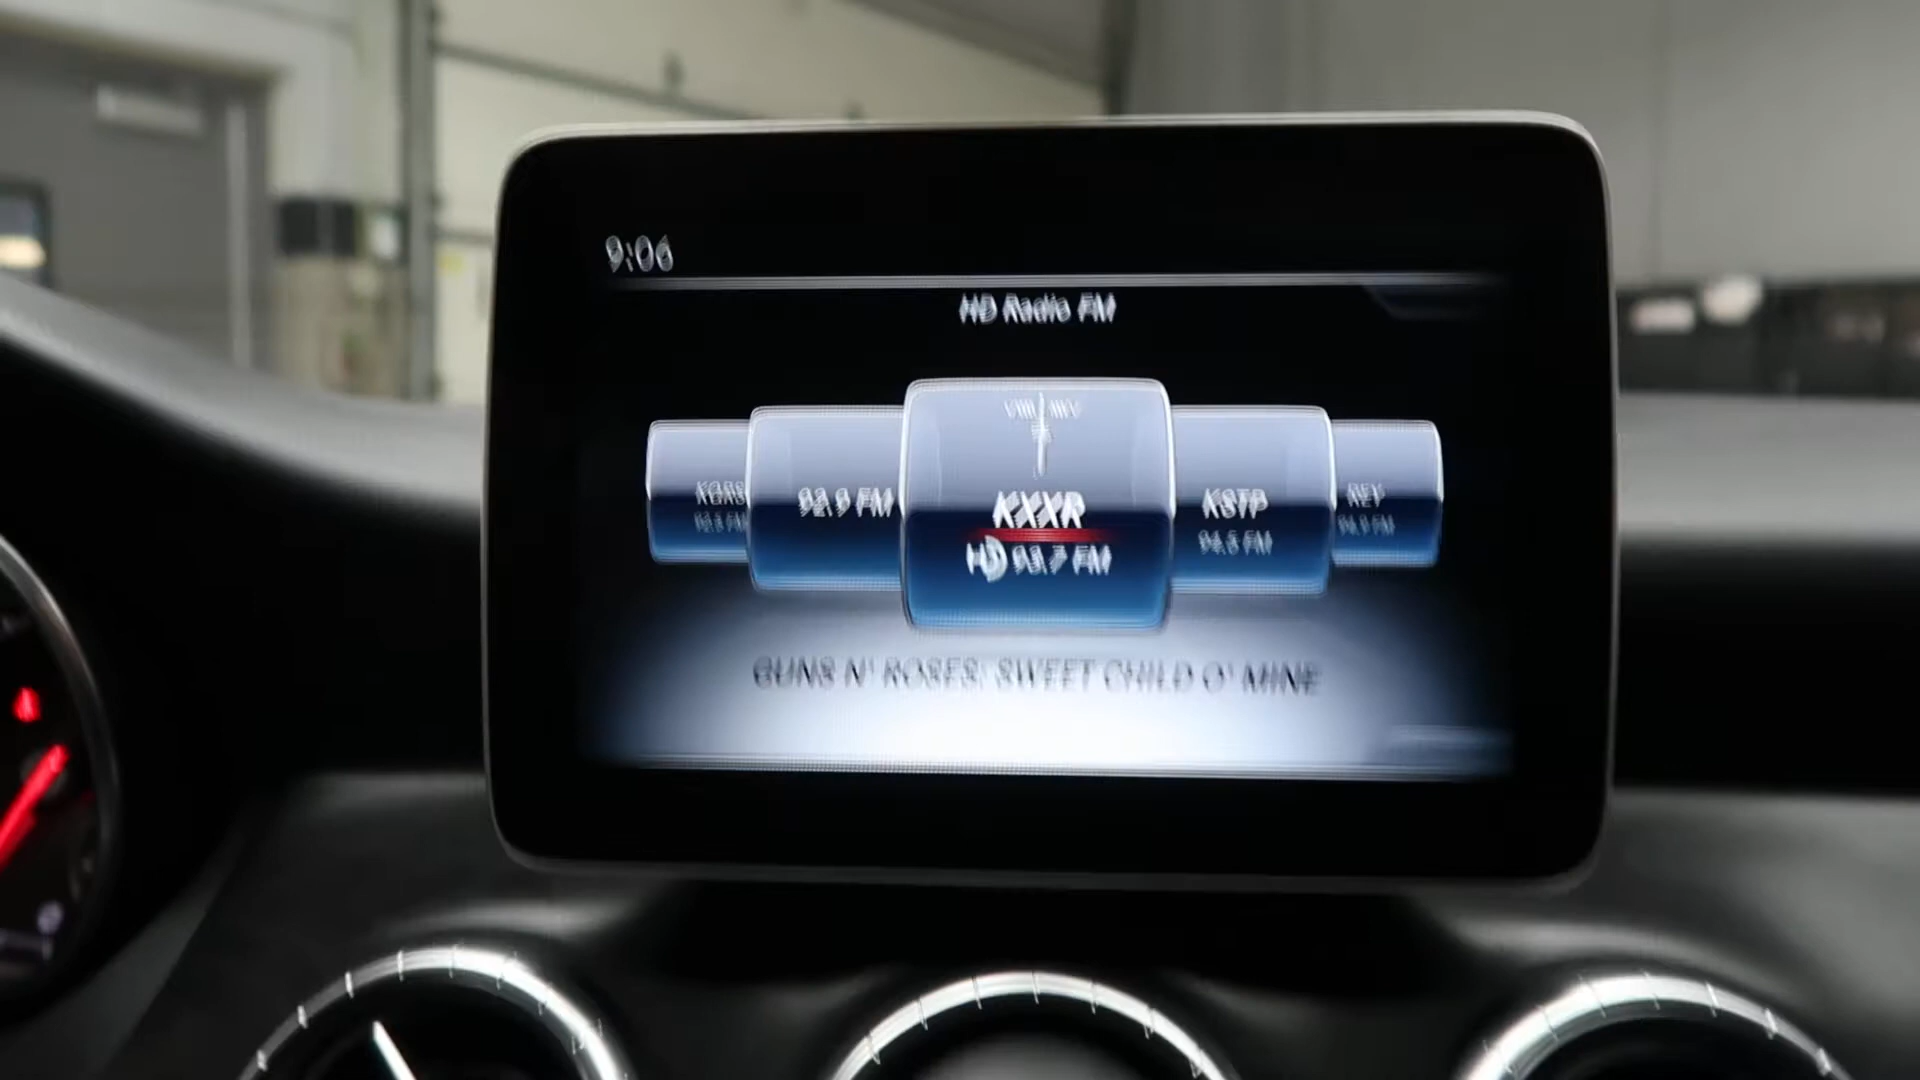 9:06
HD Radio FM
92.9 FM
KXXR
HD 93.7 FM
KSTP
94.5 FM
REV
GUNS N' ROSES: SWEET CHILD O' MINE